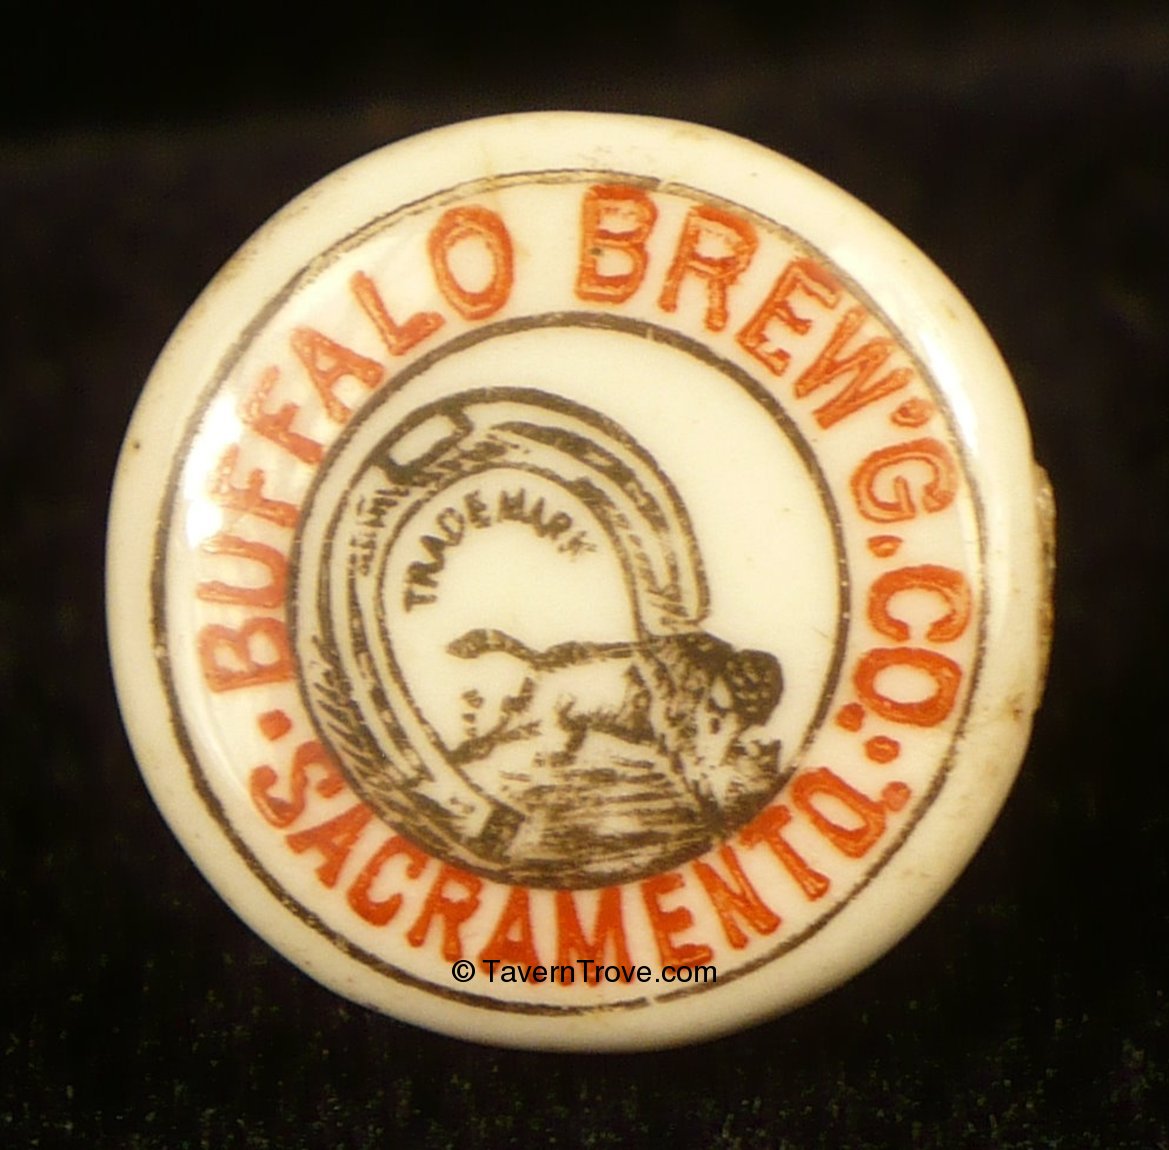 BUFFALO BREW'G. CO.
· SACRAMENTO. ·
TRADE MARK
© TavernTrove.com